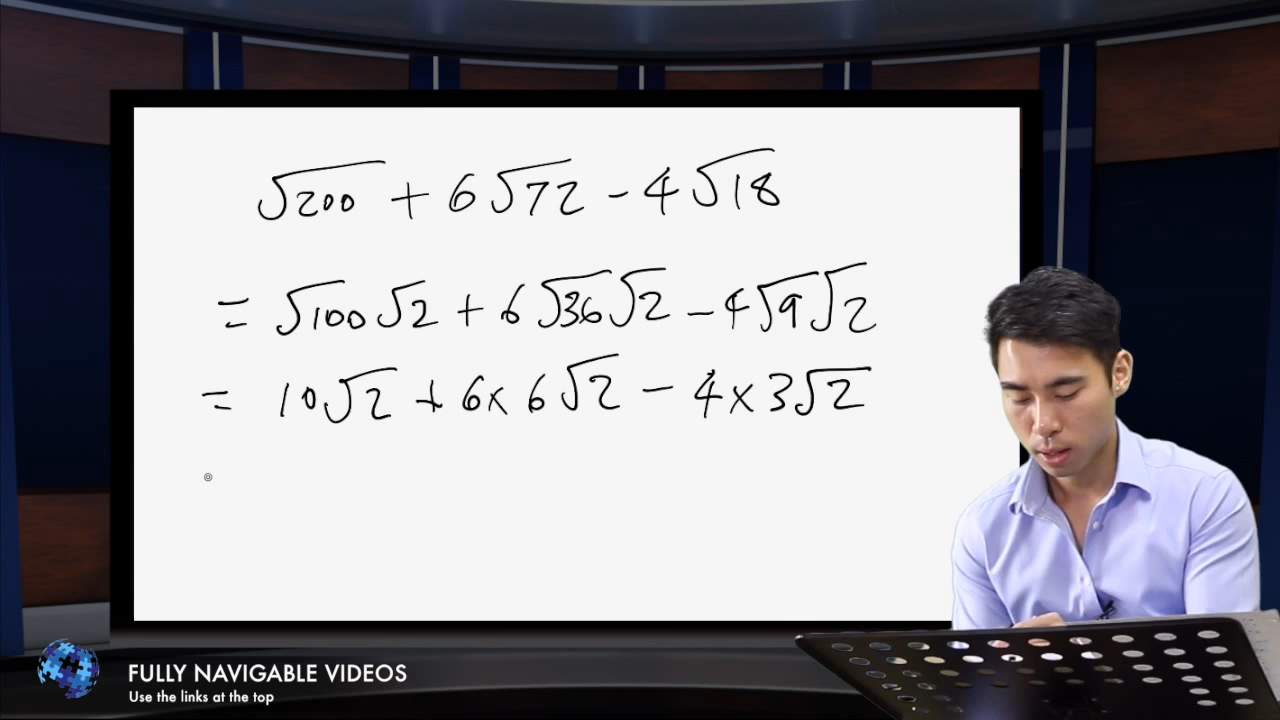 √200 + 6√72 - 4√18
= √100√2 + 6√36√2 - 4√9√2
= 10√2 + 6×6√2 - 4×3√2
FULLY NAVIGABLE VIDEOS
Use the links at the top